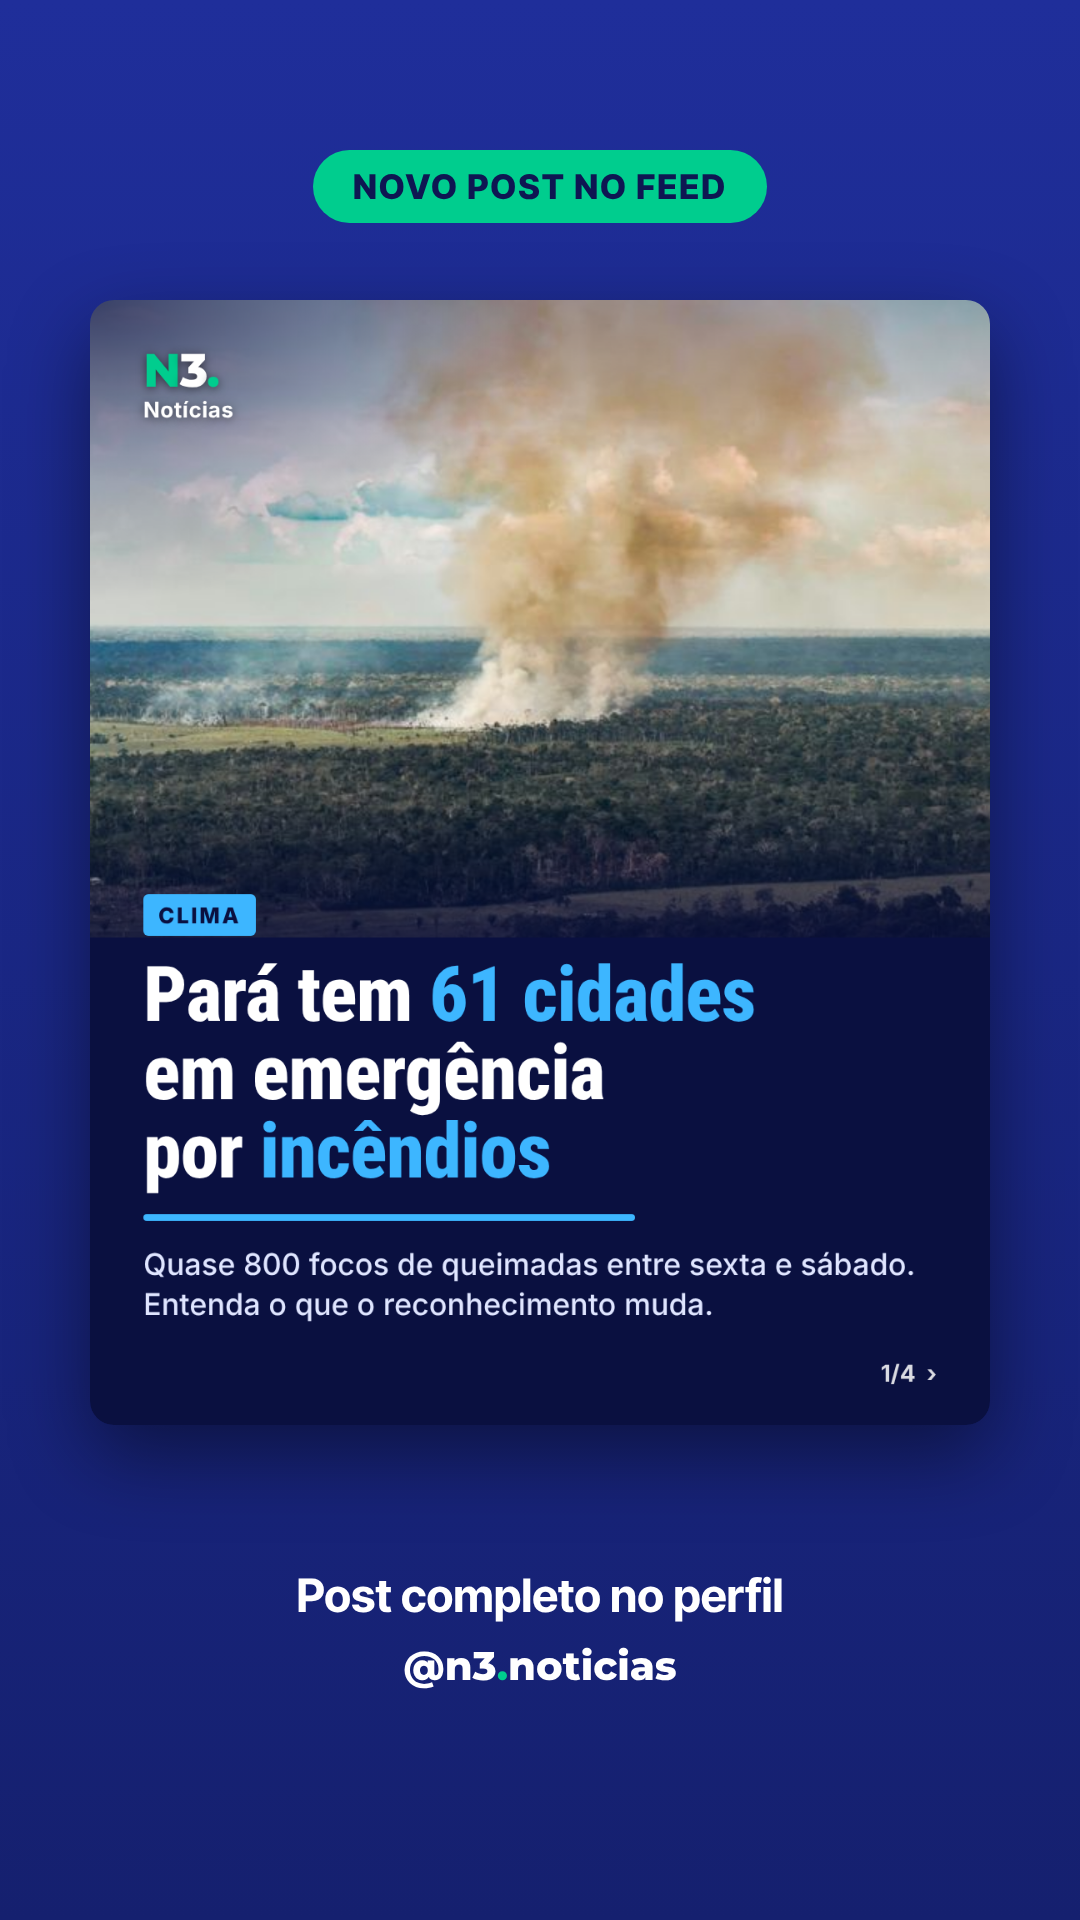 NOVO POST NO FEED
N3.
Notícias
CLIMA
Pará tem 61 cidades
em emergência
por incêndios
Quase 800 focos de queimadas entre sexta e sábado.
Entenda o que o reconhecimento muda.
1/4 ›
Post completo no perfil
@n3.noticias